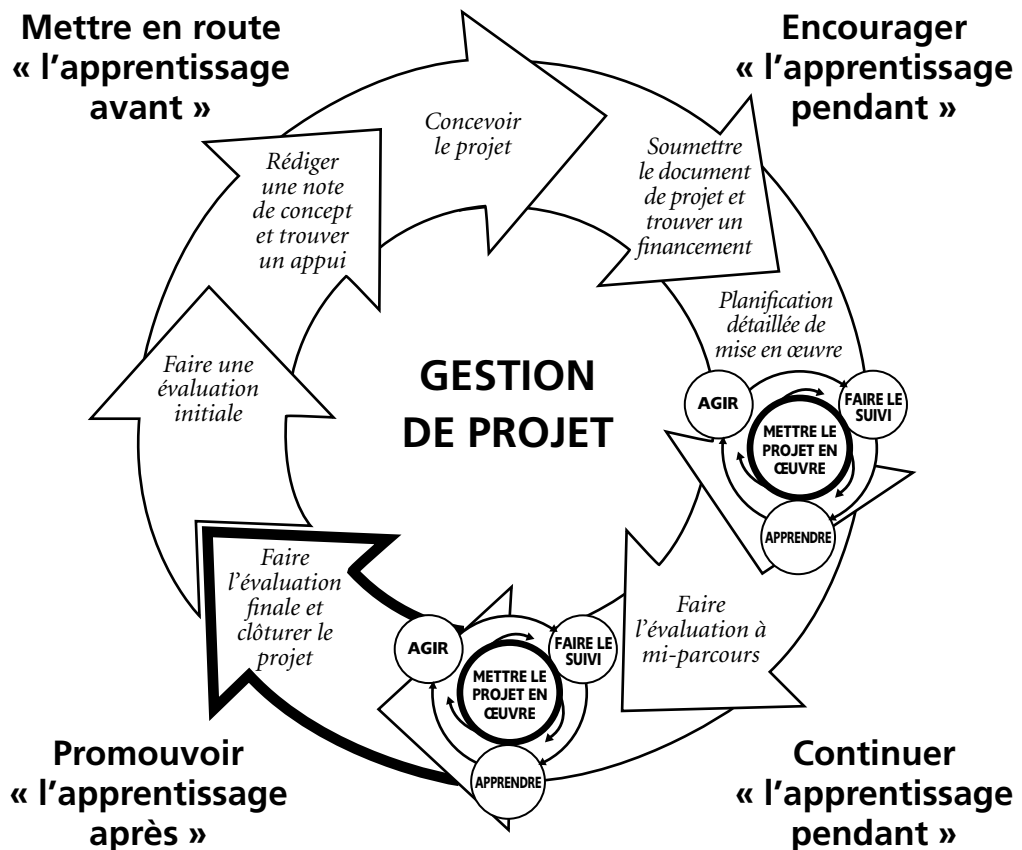 Mettre en route
« l'apprentissage
avant »
Encourager
« l'apprentissage
pendant »
Concevoir
le projet
Rédiger
une note
de concept
et trouver
un appui
Soumettre
le document
de projet et
trouver un
financement
Planification
détaillée de
mise en œuvre
Faire une
évaluation
initiale
GESTION
DE PROJET
AGIR
FAIRE LE
SUIVI
METTRE LE
PROJET EN
ŒUVRE
APPRENDRE
Faire
l'évaluation
finale et
clôturer le
projet
Faire
l'évaluation à
mi-parcours
AGIR
FAIRE LE
SUIVI
METTRE LE
PROJET EN
ŒUVRE
APPRENDRE
Promouvoir
« l'apprentissage
après »
Continuer
« l'apprentissage
pendant »